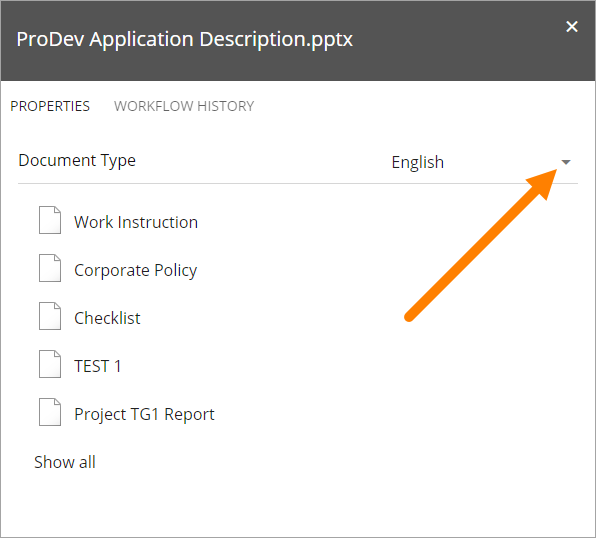 ProDev Application Description.pptx
PROPERTIES WORKFLOW HISTORY
Document Type English
Work Instruction
Corporate Policy
Checklist
TEST 1
Project TG1 Report
Show all